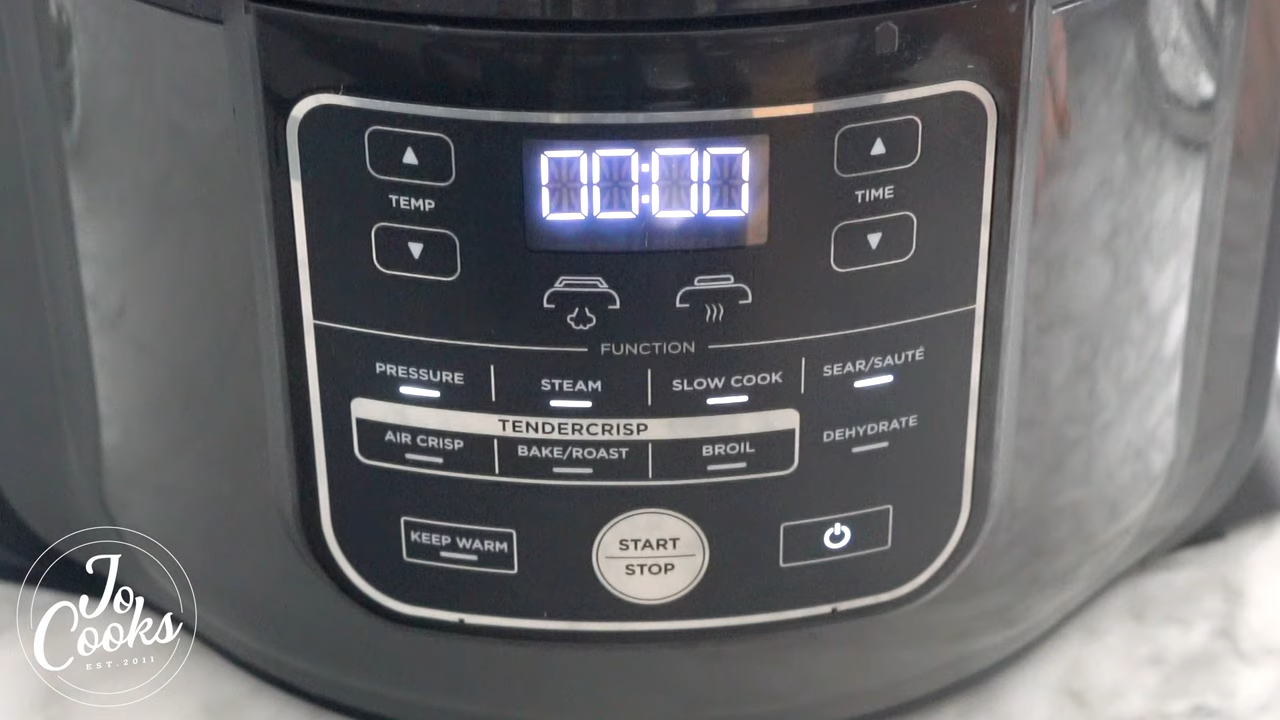 00:00
TEMP
TIME
FUNCTION
PRESSURE
STEAM
SLOW COOK
SEAR/SAUTÉ
TENDERCRISP
AIR CRISP
BAKE/ROAST
BROIL
DEHYDRATE
KEEP WARM
START
STOP
Jo
Cooks
EST. 2011